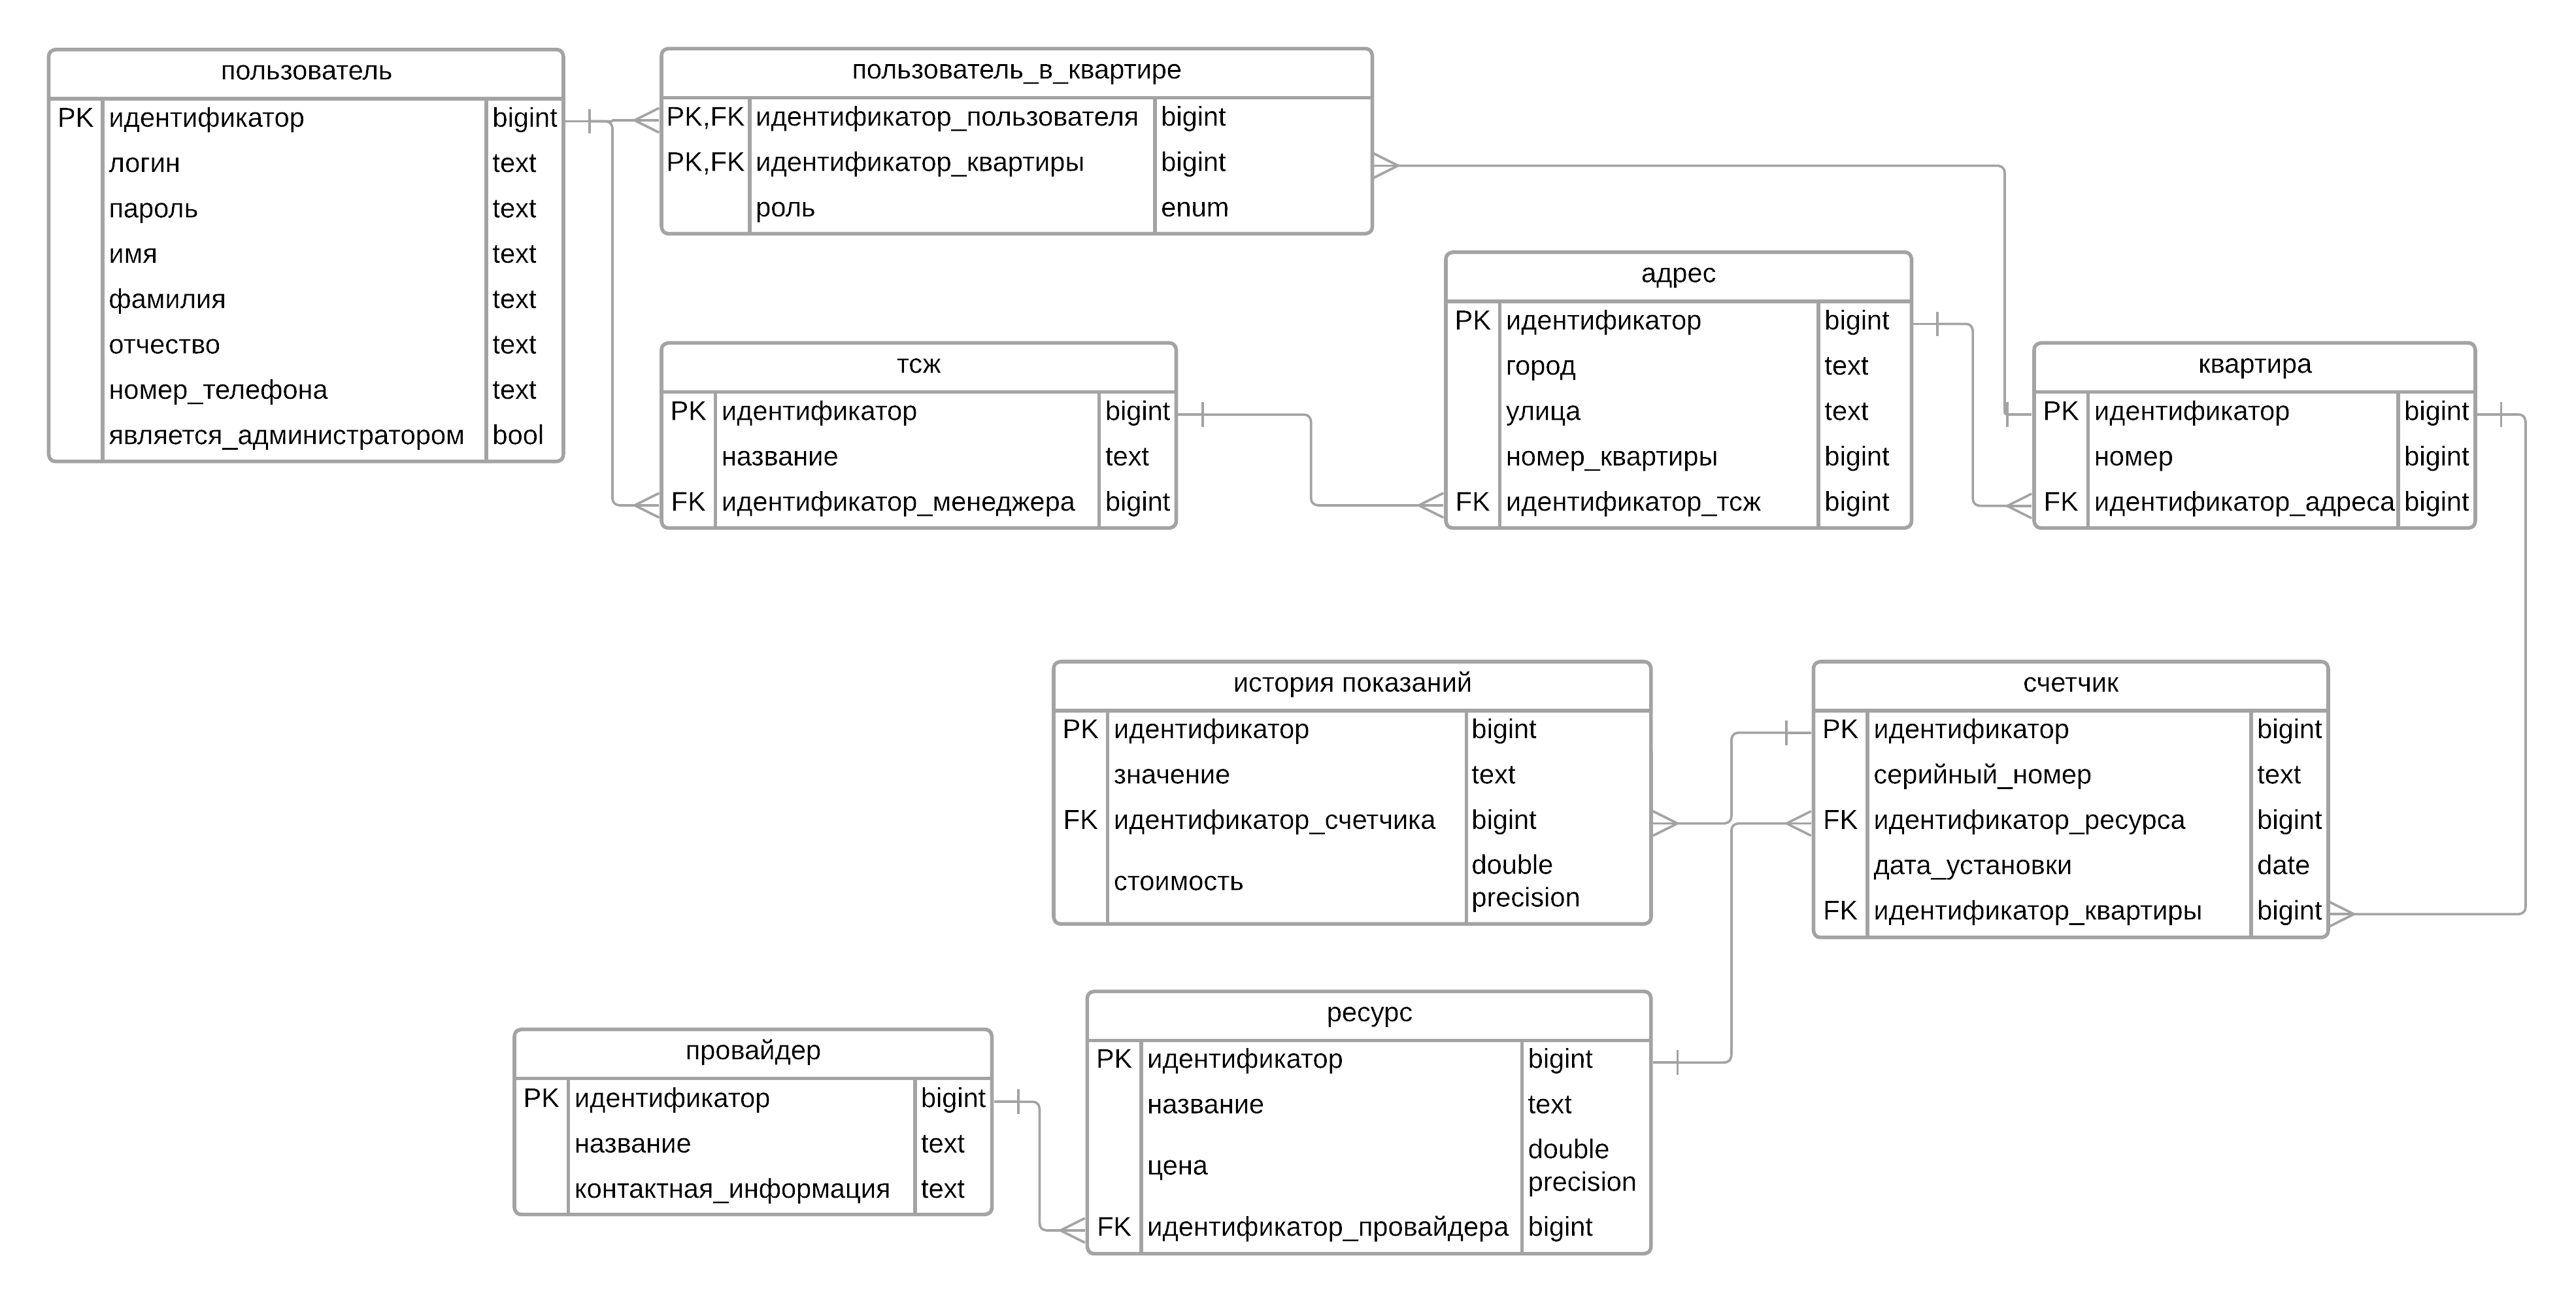 пользователь
PK идентификатор bigint
логин text
пароль text
имя text
фамилия text
отчество text
номер_телефона text
является_администратором bool
пользователь_в_квартире
PK,FK идентификатор_пользователя bigint
PK,FK идентификатор_квартиры bigint
роль enum
тсж
PK идентификатор bigint
название text
FK идентификатор_менеджера bigint
адрес
PK идентификатор bigint
город text
улица text
номер_квартиры bigint
FK идентификатор_тсж bigint
квартира
PK идентификатор bigint
номер bigint
FK идентификатор_адреса bigint
история показаний
PK идентификатор bigint
значение text
FK идентификатор_счетчика bigint
стоимость double
precision
счетчик
PK идентификатор bigint
серийный_номер text
FK идентификатор_ресурса bigint
дата_установки date
FK идентификатор_квартиры bigint
провайдер
PK идентификатор bigint
название text
контактная_информация text
ресурс
PK идентификатор bigint
название text
цена double
precision
FK идентификатор_провайдера bigint